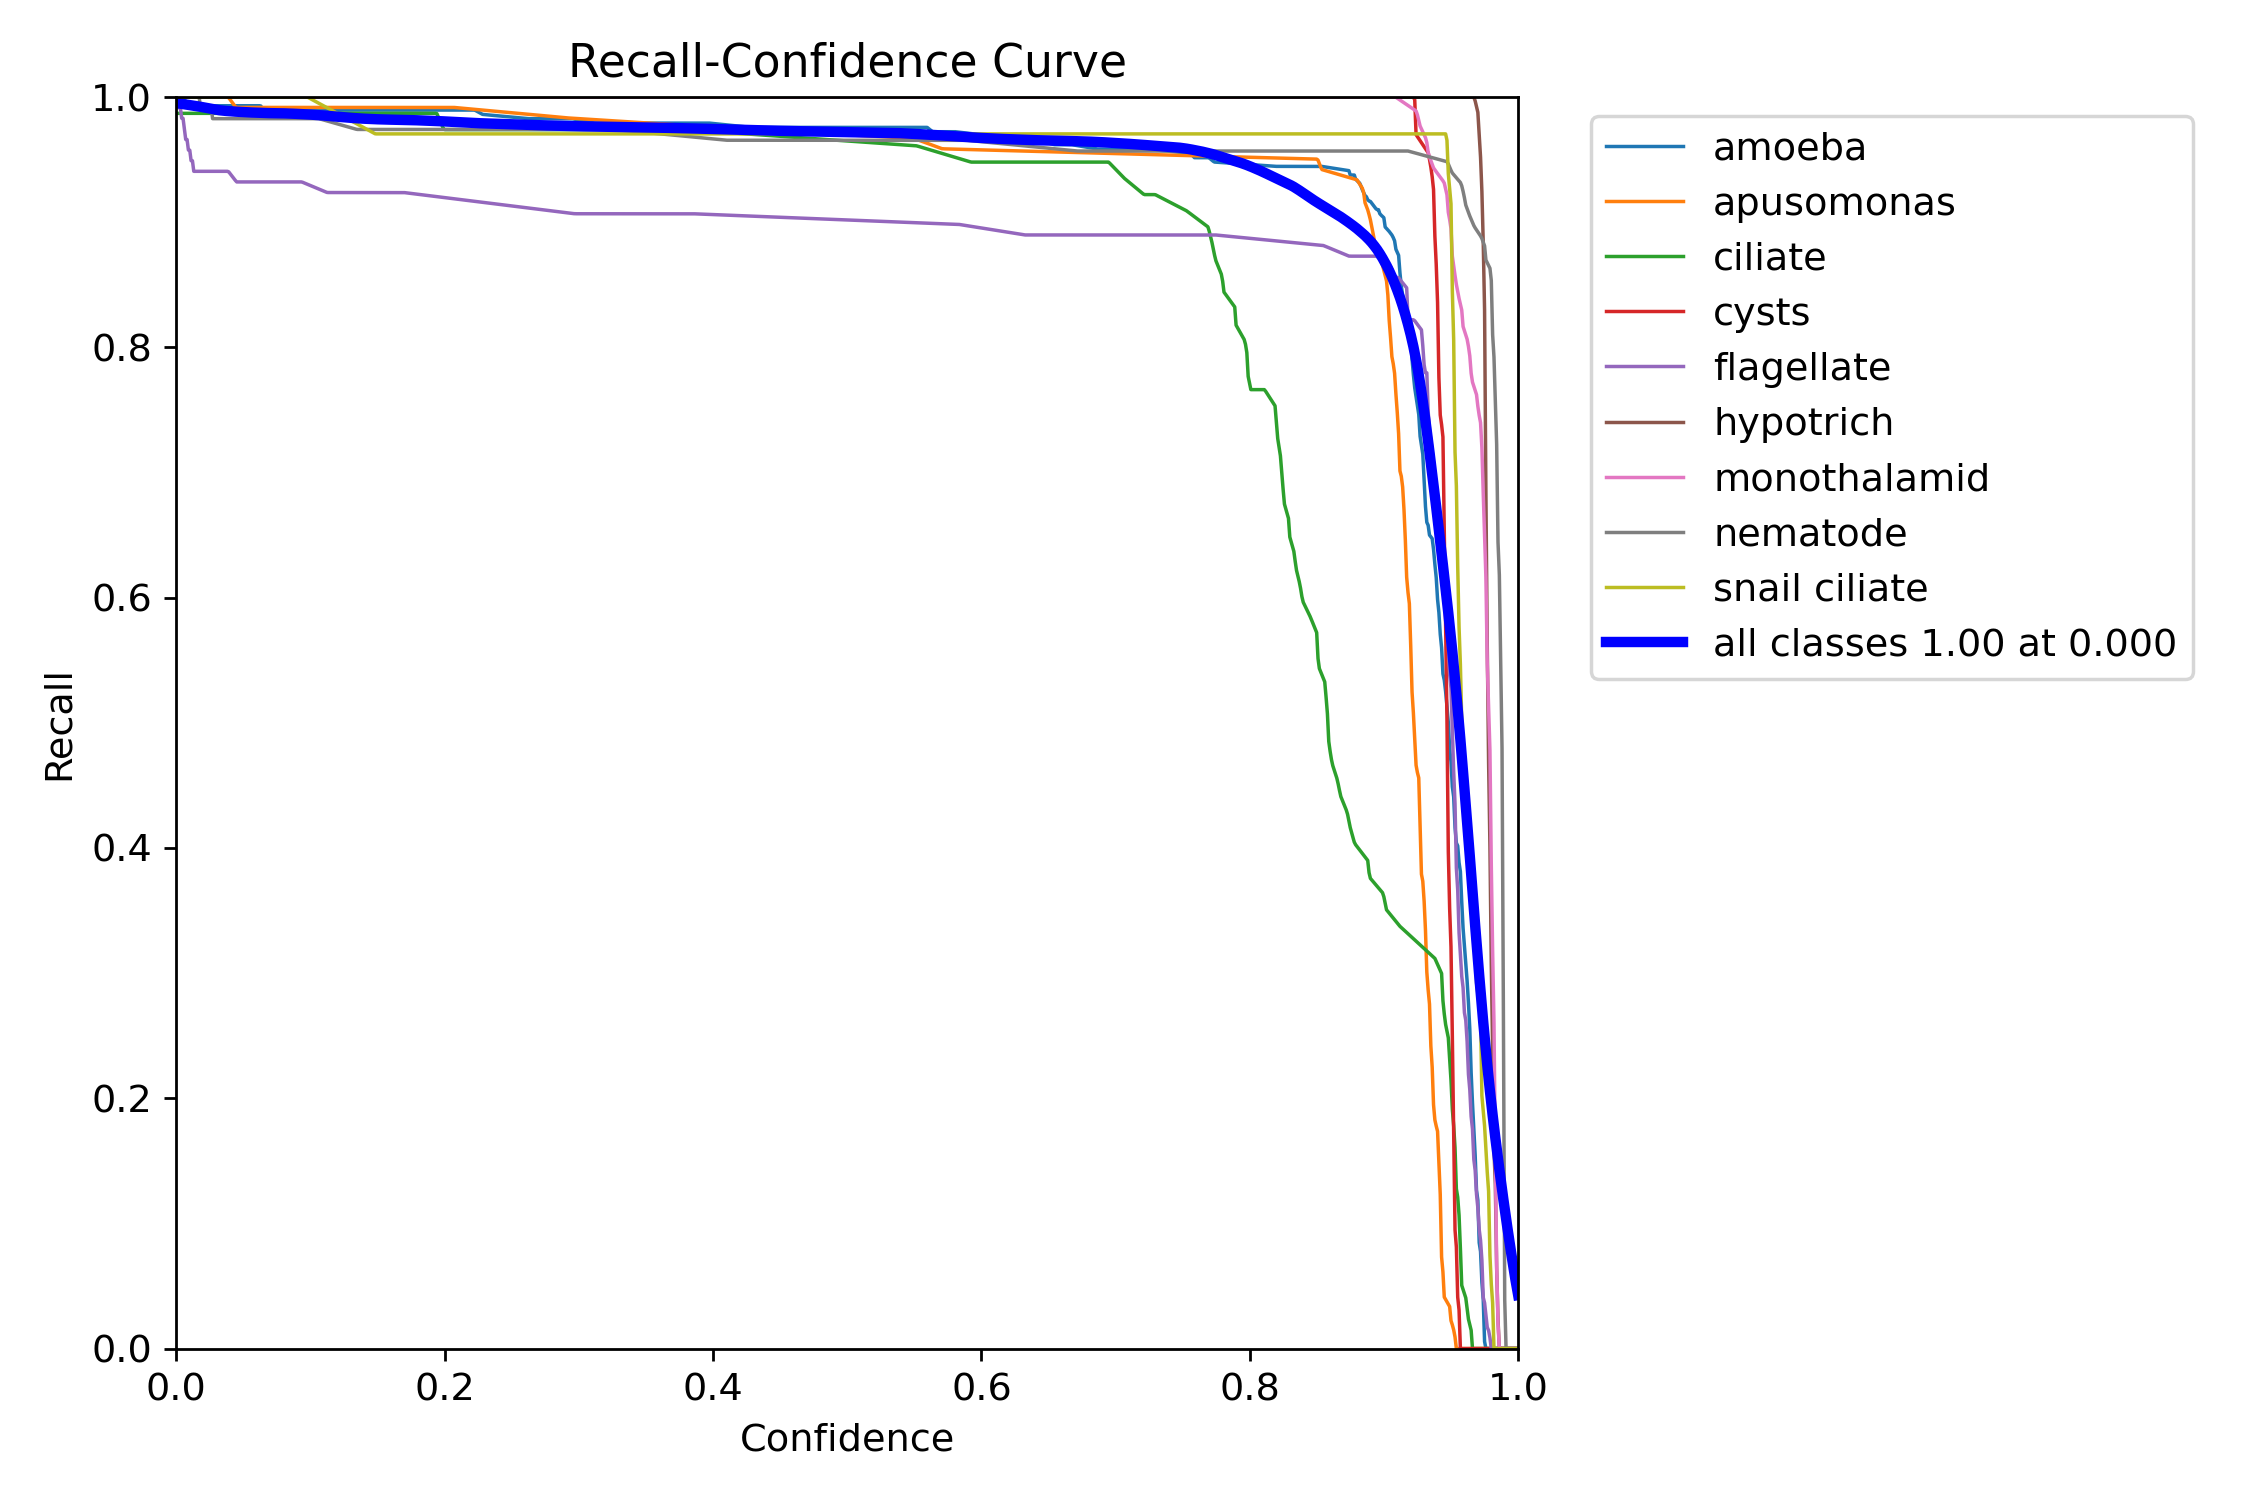 Recall-Confidence Curve
1.0
0.8
0.6
0.4
0.2
0.0
Recall
0.0 0.2 0.4 0.6 0.8 1.0
Confidence
amoeba
apusomonas
ciliate
cysts
flagellate
hypotrich
monothalamid
nematode
snail ciliate
all classes 1.00 at 0.000